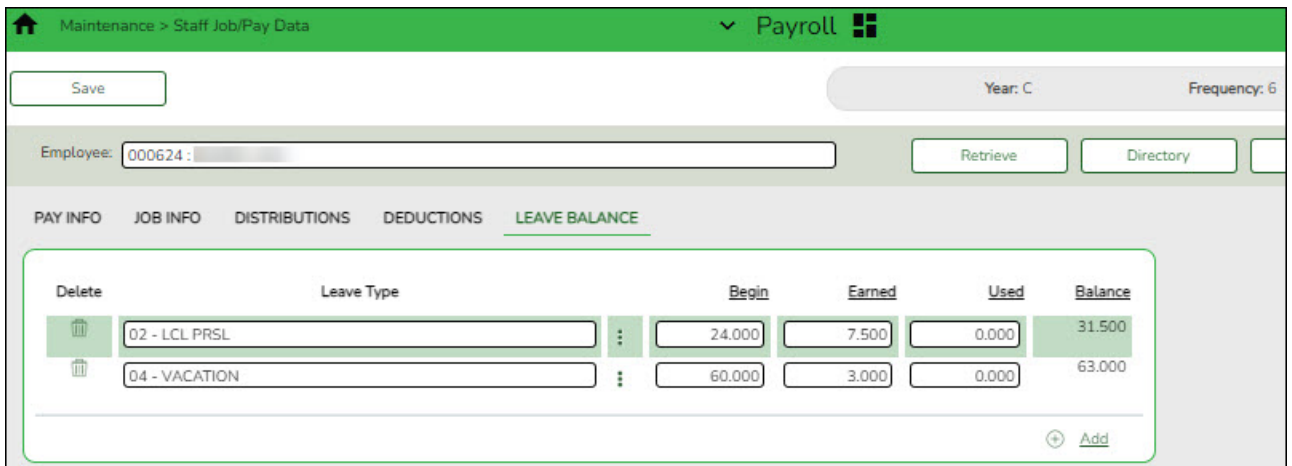 Maintenance > Staff Job/Pay Data Payroll
Save Year: C Frequency: 6
Employee: 000624 : Retrieve Directory
PAY INFO JOB INFO DISTRIBUTIONS DEDUCTIONS LEAVE BALANCE
Delete Leave Type Begin Earned Used Balance
02 - LCL PRSL 24.000 7.500 0.000 31.500
04 - VACATION 60.000 3.000 0.000 63.000
Add